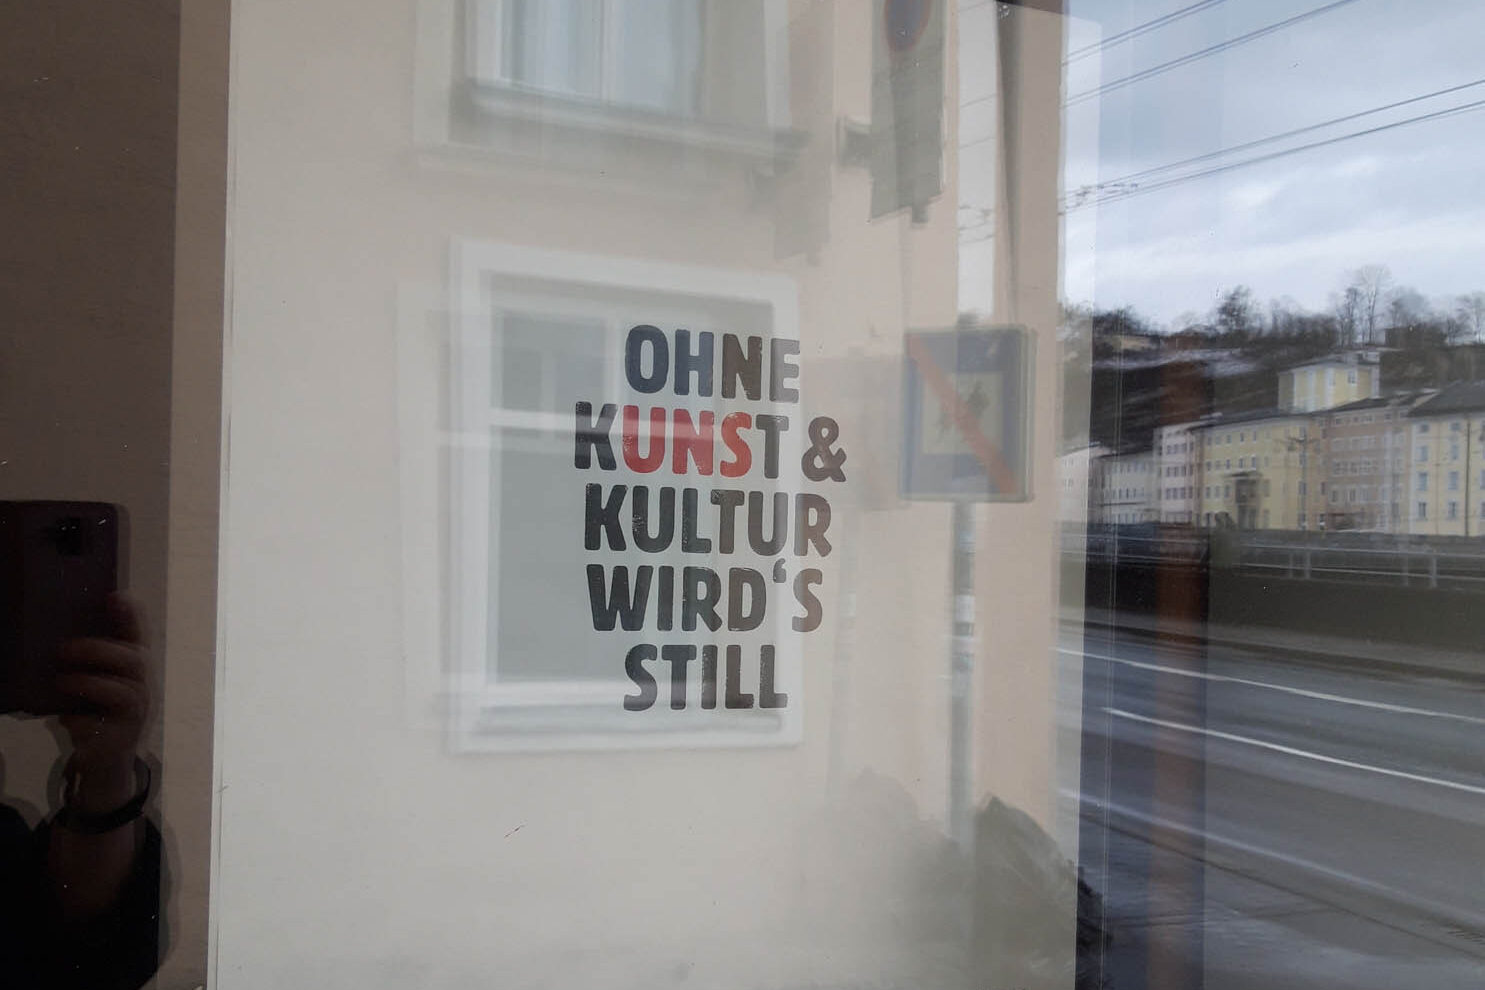 OHNE
KUNST &
KULTUR
WIRD‘S
STILL